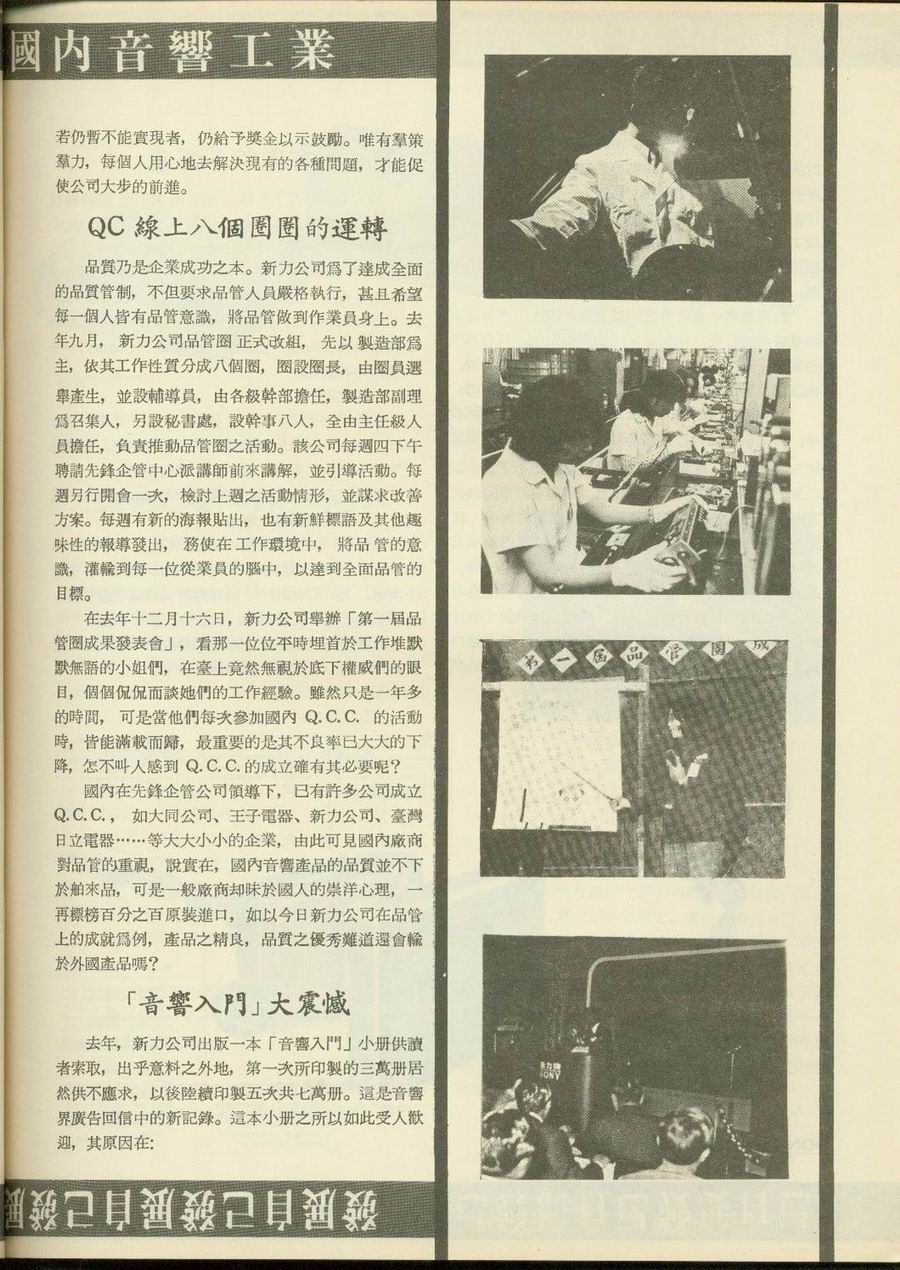 國內音響工業
若仍暫不能實現者，仍給予獎金以示鼓勵。唯有羣策
羣力，每個人用心地去解決現有的各種問題，才能促
使公司大步的前進。
QC 線上八個圈圈的運轉
品質乃是企業成功之本。新力公司爲了達成全面
的品質管制，不但要求品管人員嚴格執行，甚且希望
每一個人皆有品管意識，將品管做到作業員身上。去
年九月，新力公司品管圈正式改組，先以製造部爲
主，依其工作性質分成八個圈，圈設圈長，由圈員選
舉產生，並設輔導員，由各級幹部擔任，製造部副理
爲召集人，另設秘書處，設幹事八人，全由主任級人
員擔任，負責推動品管圈之活動。該公司每週四下午
聘請先鋒企管中心派講師前來講解，並引導活動。每
週另行開會一次，檢討上週之活動情形，並謀求改善
方案。每週有新的海報貼出，也有新鮮標語及其他趣
味性的報導發出，務使在工作環境中，將品管的意
識，灌輸到每一位從業員的腦中，以達到全面品管的
目標。
在去年十二月十六日，新力公司舉辦「第一屆品
管圈成果發表會」，看那一位位平時埋首於工作堆默
默無語的小姐們，在臺上竟然無視於底下權威們的眼
目，個個侃侃而談她們的工作經驗。雖然只是一年多
的時間，可是當他們每次參加國內 Q.C.C. 的活動
時，皆能滿載而歸，最重要的是其不良率已大大的下
降，怎不叫人感到 Q.C.C.的成立確有其必要呢？
國內在先鋒企管公司領導下，已有許多公司成立
Q.C.C.，如大同公司、王子電器、新力公司、臺灣
日立電器……等大大小小的企業，由此可見國內廠商
對品管的重視，說實在，國內音響產品的品質並不下
於舶來品，可是一般廠商却昧於國人的崇洋心理，一
再標榜百分之百原裝進口，如以今日新力公司在品管
上的成就爲例，產品之精良，品質之優秀難道還會輸
於外國產品嗎？
「音響入門」大震憾
去年，新力公司出版一本「音響入門」小册供讀
者索取，出乎意料之外地，第一次所印製的三萬册居
然供不應求，以後陸續印製五次共七萬册。這是音響
界廣告回信中的新記錄。這本小册之所以如此受人歡
迎，其原因在：
發展自己發展自己發展
第一屆品管圈成
新力牌
SONY